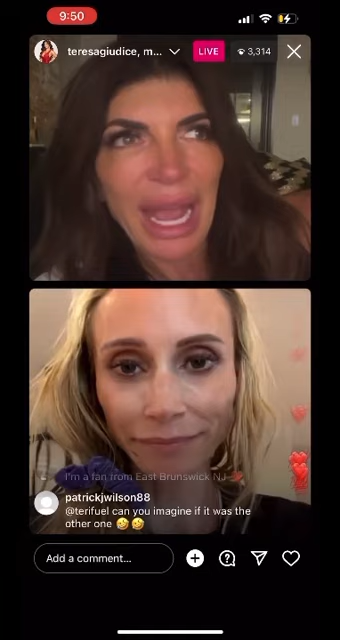 9:50
teresagiudice, m...
LIVE
3,314
I'm a fan from East Brunswick NJ
patrickjwilson88
@terifuel can you imagine if it was the
other one 🤣🤣
Add a comment...